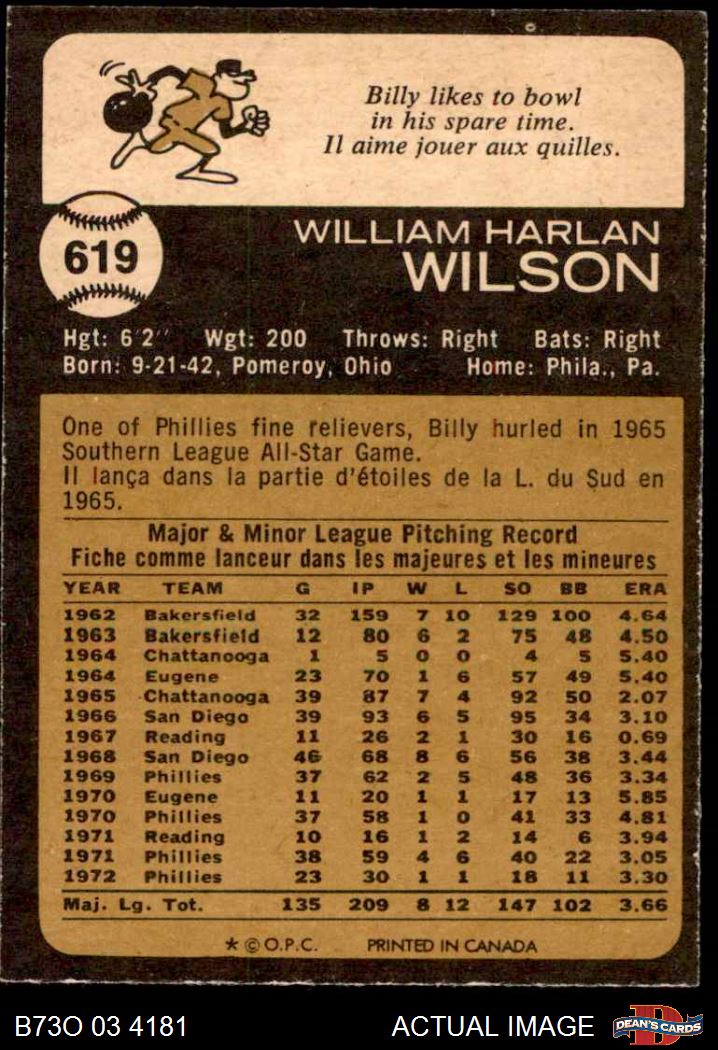 Billy likes to bowl
in his spare time.
Il aime jouer aux quilles.
619
WILLIAM HARLAN
WILSON
Hgt: 6'2" Wgt: 200 Throws: Right Bats: Right
Born: 9-21-42, Pomeroy, Ohio Home: Phila., Pa.
One of Phillies fine relievers, Billy hurled in 1965
Southern League All-Star Game.
Il lança dans la partie d'étoiles de la L. du Sud en
1965.
Major & Minor League Pitching Record
Fiche comme lanceur dans les majeures et les mineures
YEAR TEAM G IP W L SO BB ERA
1962 Bakersfield 32 159 7 10 129 100 4.64
1963 Bakersfield 12 80 6 2 75 48 4.50
1964 Chattanooga 1 5 0 0 4 5 5.40
1964 Eugene 23 70 1 6 57 49 5.40
1965 Chattanooga 39 87 7 4 92 50 2.07
1966 San Diego 39 93 6 5 95 34 3.10
1967 Reading 11 26 2 1 30 16 0.69
1968 San Diego 46 68 8 6 56 38 3.44
1969 Phillies 37 62 2 5 48 36 3.34
1970 Eugene 11 20 1 1 17 13 5.85
1970 Phillies 37 58 1 0 41 33 4.81
1971 Reading 10 16 1 2 14 6 3.94
1971 Phillies 38 59 4 6 40 22 3.05
1972 Phillies 23 30 1 1 18 11 3.30
Maj. Lg. Tot. 135 209 8 12 147 102 3.66
* © O.P.C. PRINTED IN CANADA
B73O 03 4181 ACTUAL IMAGE DEAN'S CARDS